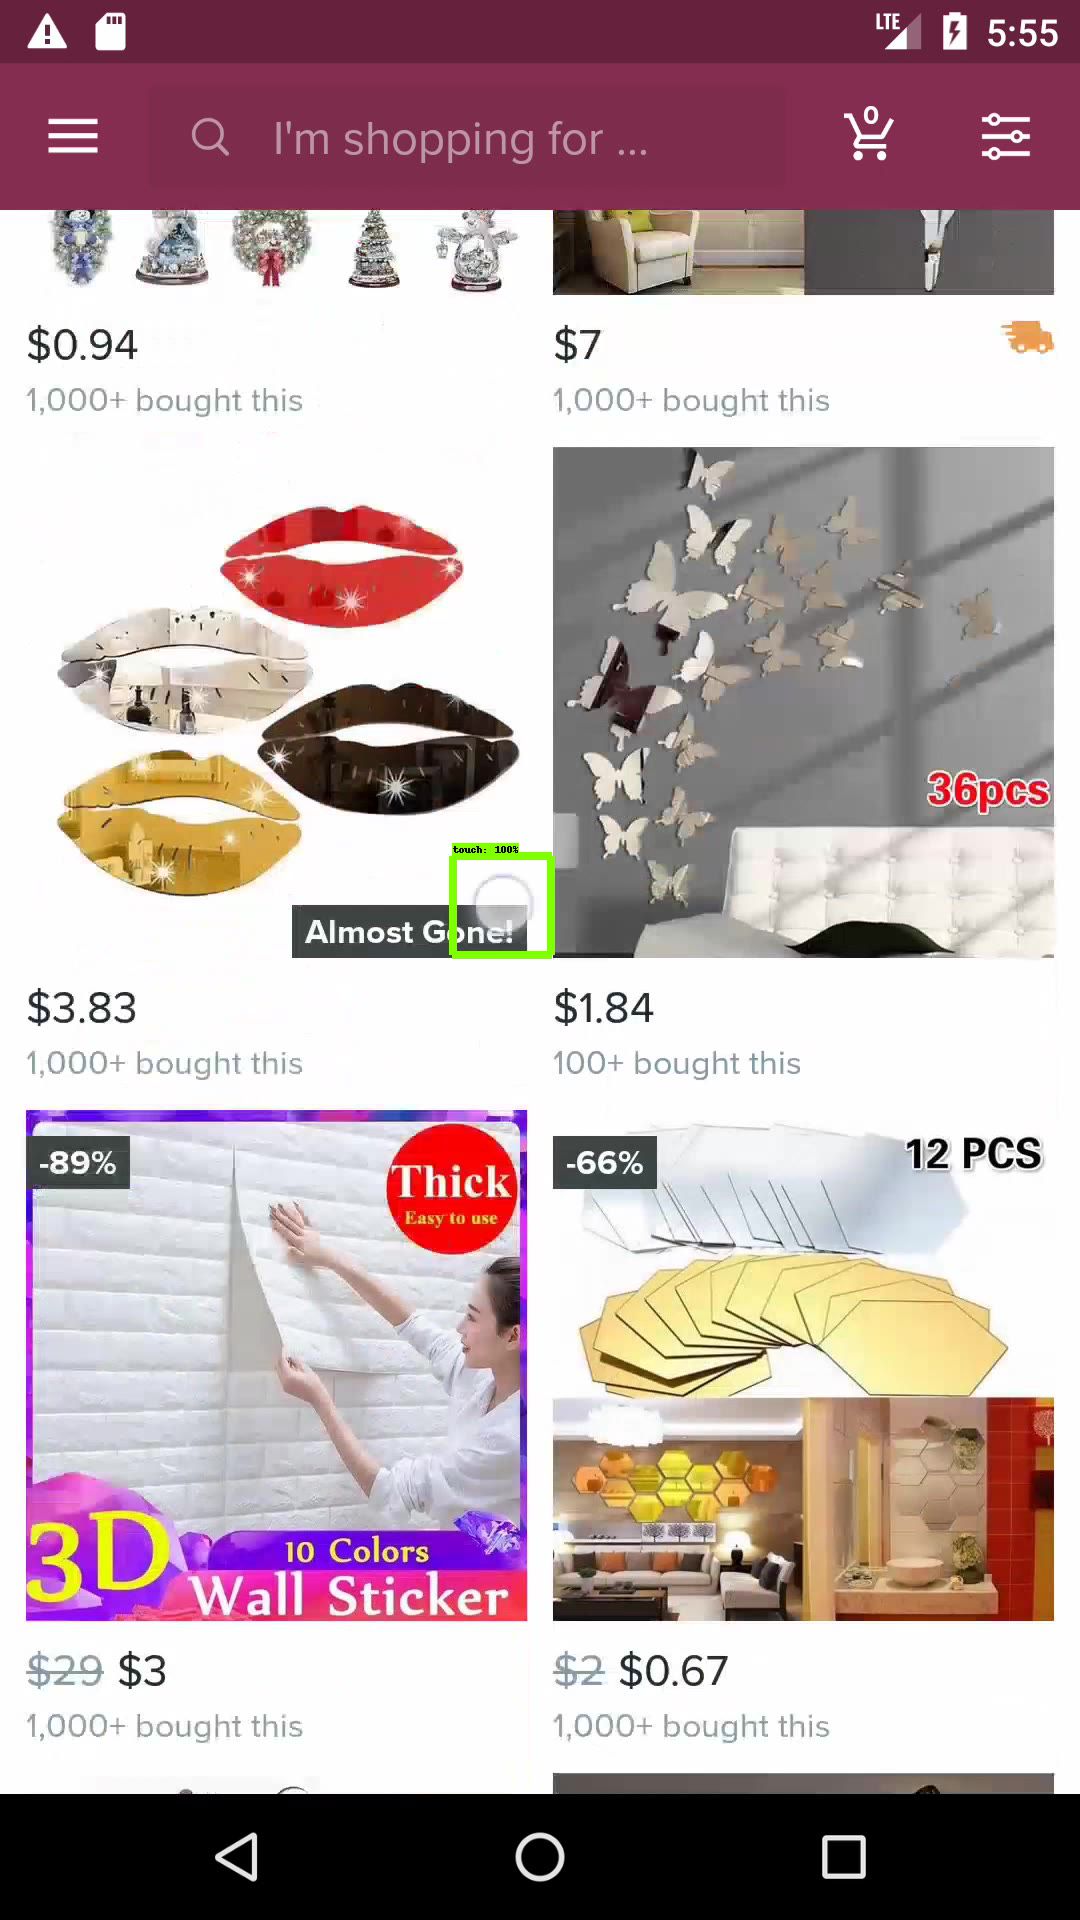 LTE 5:55
I'm shopping for ...
0
$0.94
1,000+ bought this
$7
1,000+ bought this
36pcs
touch: 100%
Almost Gone!
$3.83
1,000+ bought this
$1.84
100+ bought this
-89%
Thick
Easy to use
3D
10 Colors
Wall Sticker
-66%
12 PCS
$29 $3
1,000+ bought this
$2 $0.67
1,000+ bought this